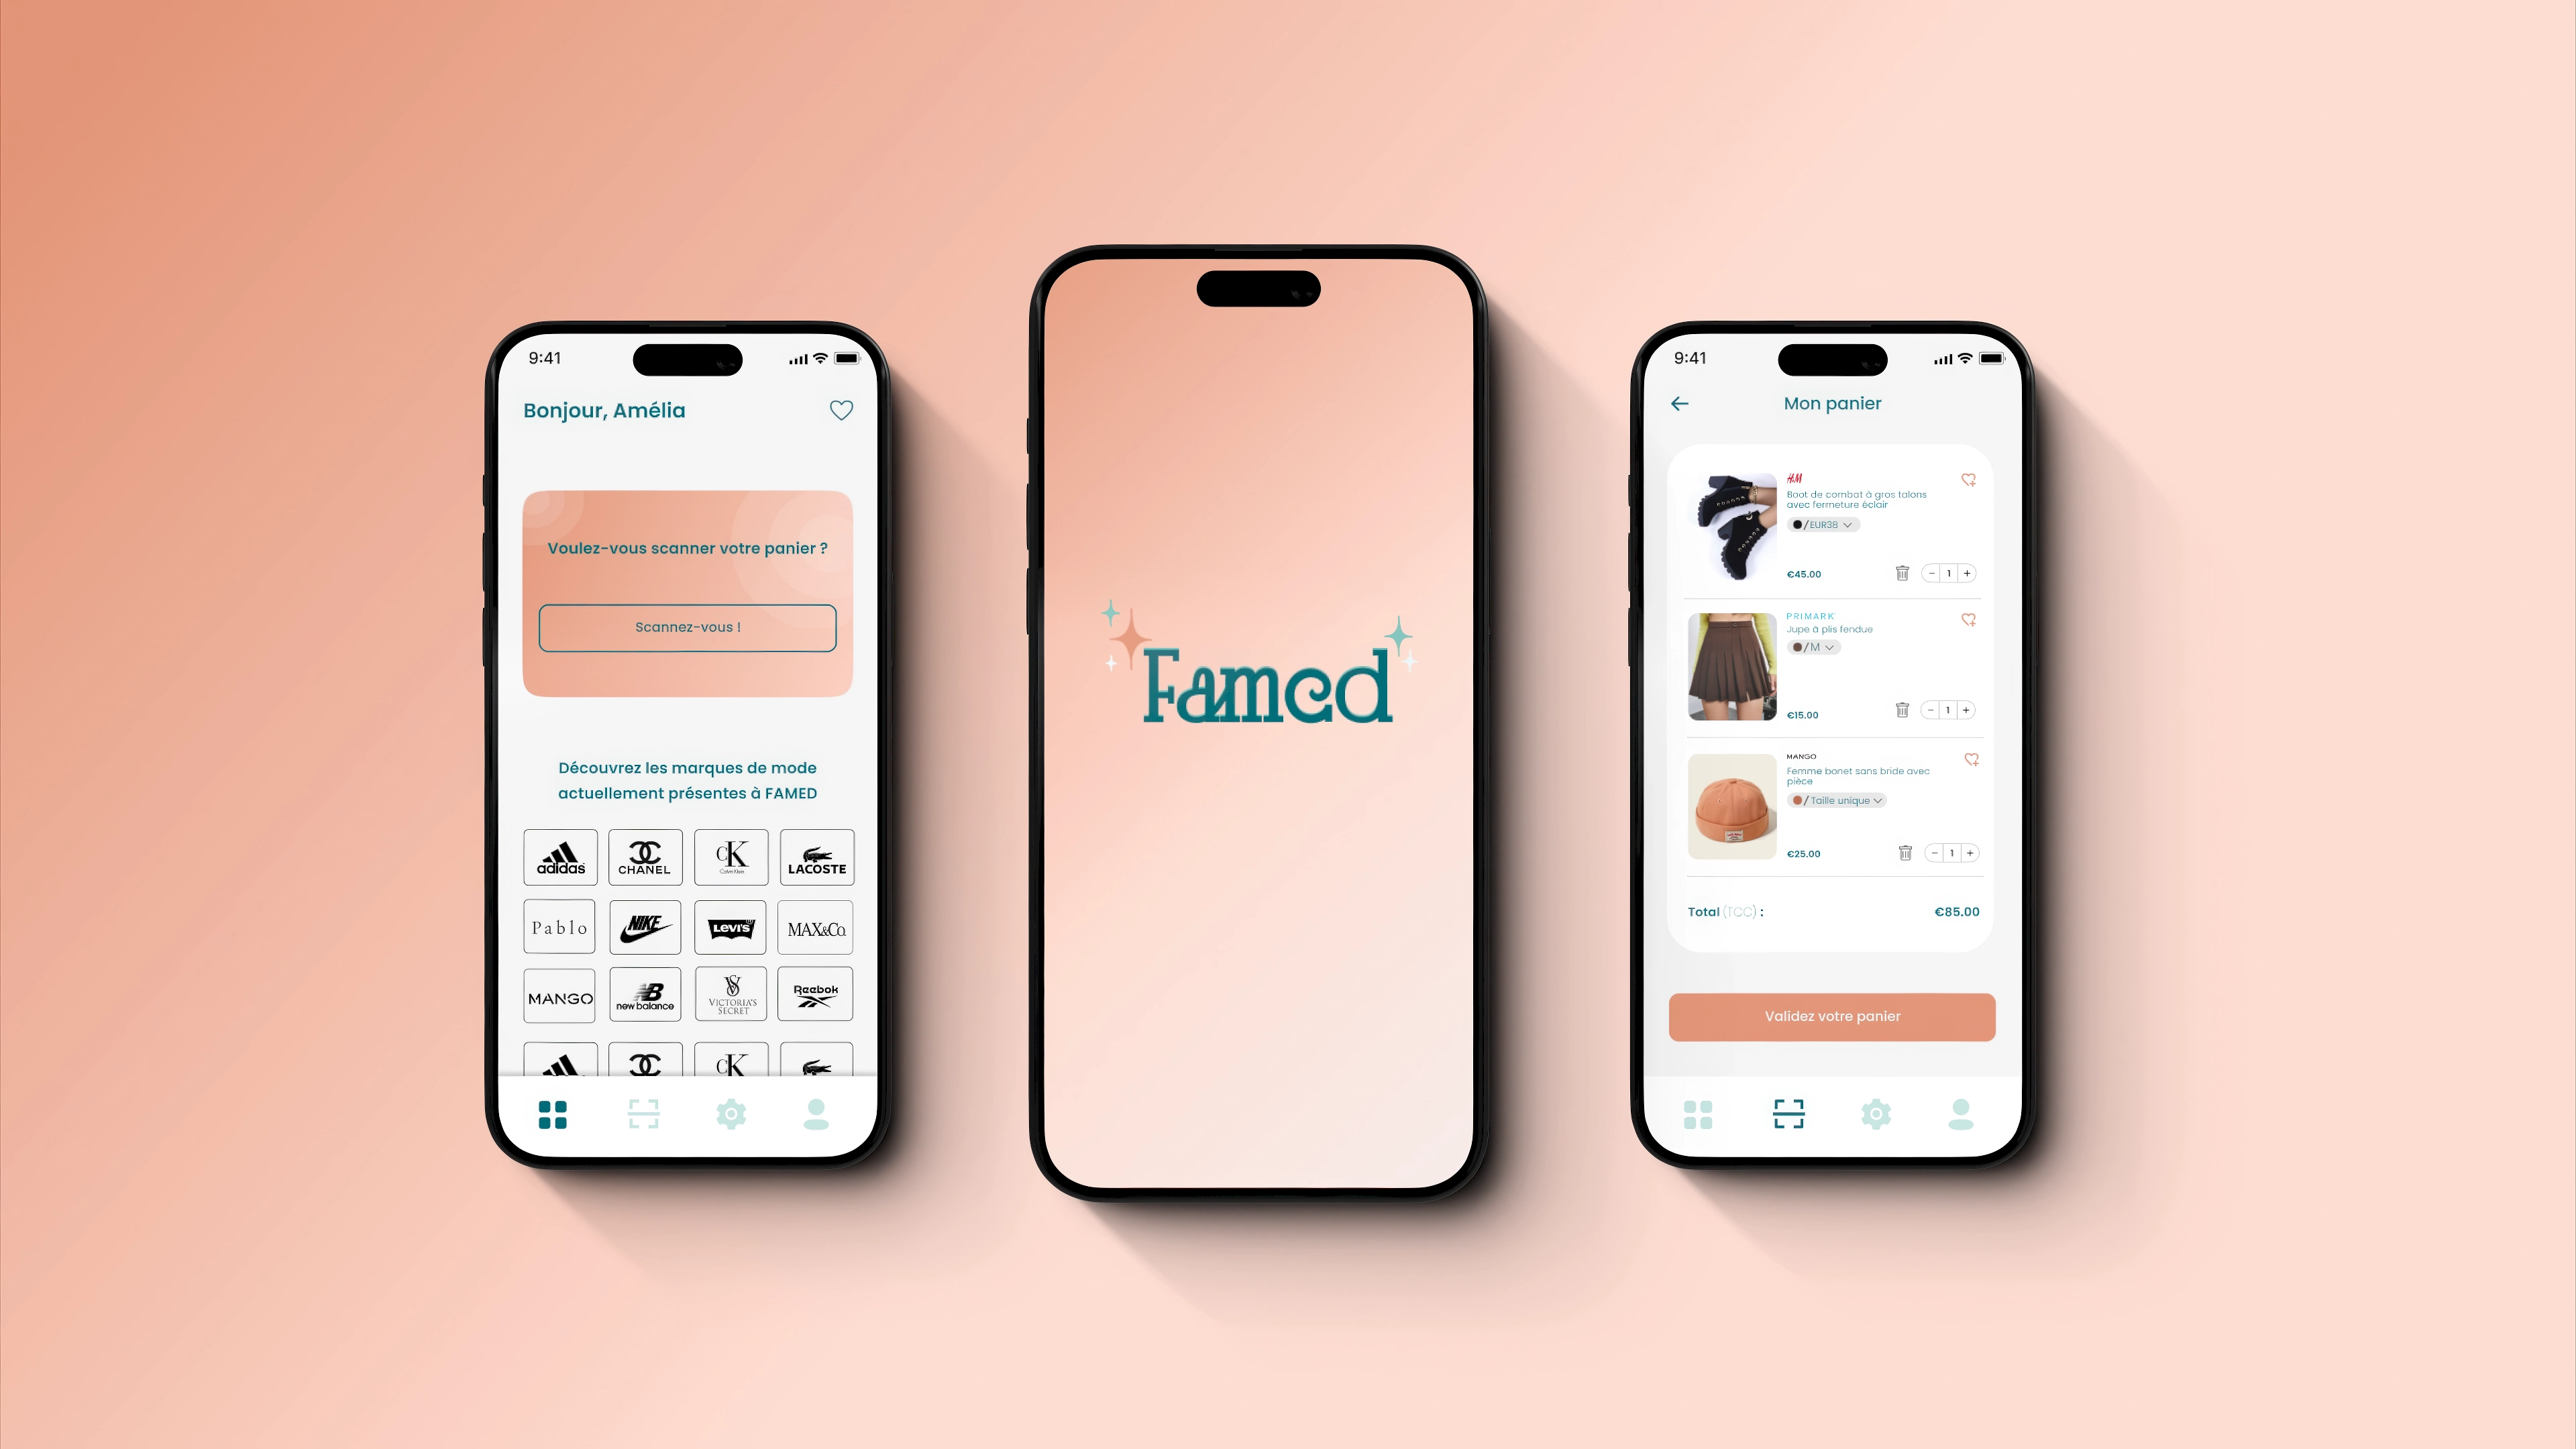 9:41
Bonjour, Amélia
Voulez-vous scanner votre panier ?
Scannez-vous !
Découvrez les marques de mode
actuellement présentes à FAMED
adidas
CHANEL
CK
Calvin Klein
LACOSTE
Pablo
NIKE
LEVI'S
MAX&Co.
MANGO
new balance
VS
VICTORIA'S
SECRET
Reebok
CK
Famed
9:41
Mon panier
H&M
Boot de combat à gros talons
avec fermeture éclair
/ EUR38
€45.00
− 1 +
PRIMARK
Jupe à plis fendue
/ M
€15.00
− 1 +
MANGO
Femme bonet sans bride avec
pièce
/ Taille unique
€25.00
− 1 +
Total (TCC) :
€85.00
Validez votre panier